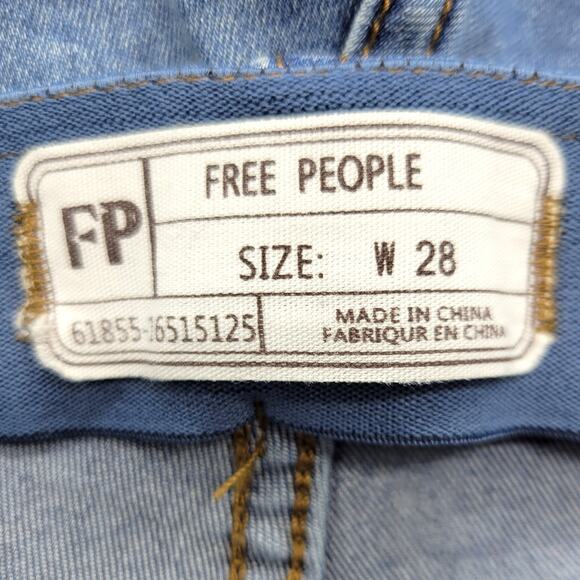 FP
FREE PEOPLE
SIZE: W 28
61855-16515125
MADE IN CHINA
FABRIQUR EN CHINA